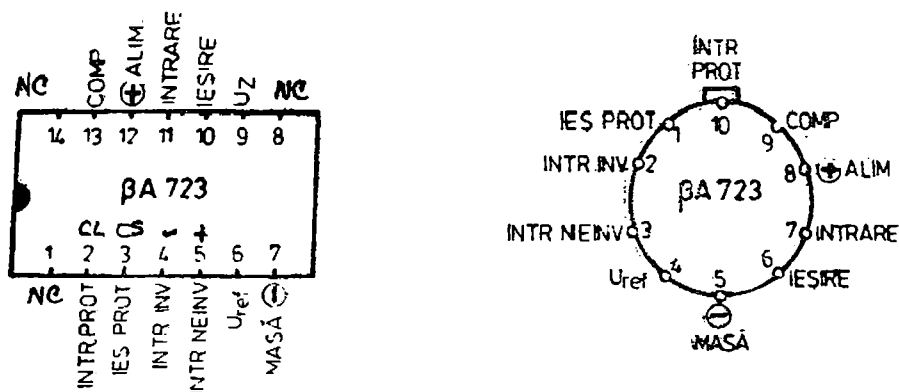 NC
COMP
⊕ ALIM.
INTRARE
IEȘIRE
UZ
NC
14 13 12 11 10 9 8
βA 723
CL CS - +
1 2 3 4 5 6 7
NC
INTR.PROT
IES PROT
INTR INV
INTR NEINV
Uref
MASĂ ⊖
INTR
PROT
10
IES PROT 1
9 COMP
INTR INV 2
8 ⊕ ALIM
βA 723
INTR NEINV 3
7 INTRARE
Uref 4
6 IEȘIRE
5
⊖
MASĂ